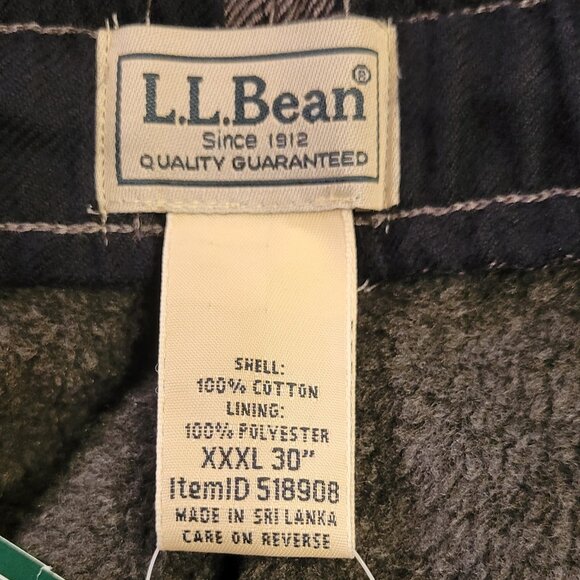 L.L.Bean®
Since 1912
QUALITY GUARANTEED
SHELL:
100% COTTON
LINING:
100% POLYESTER
XXXL 30"
ItemID 518908
MADE IN SRI LANKA
CARE ON REVERSE